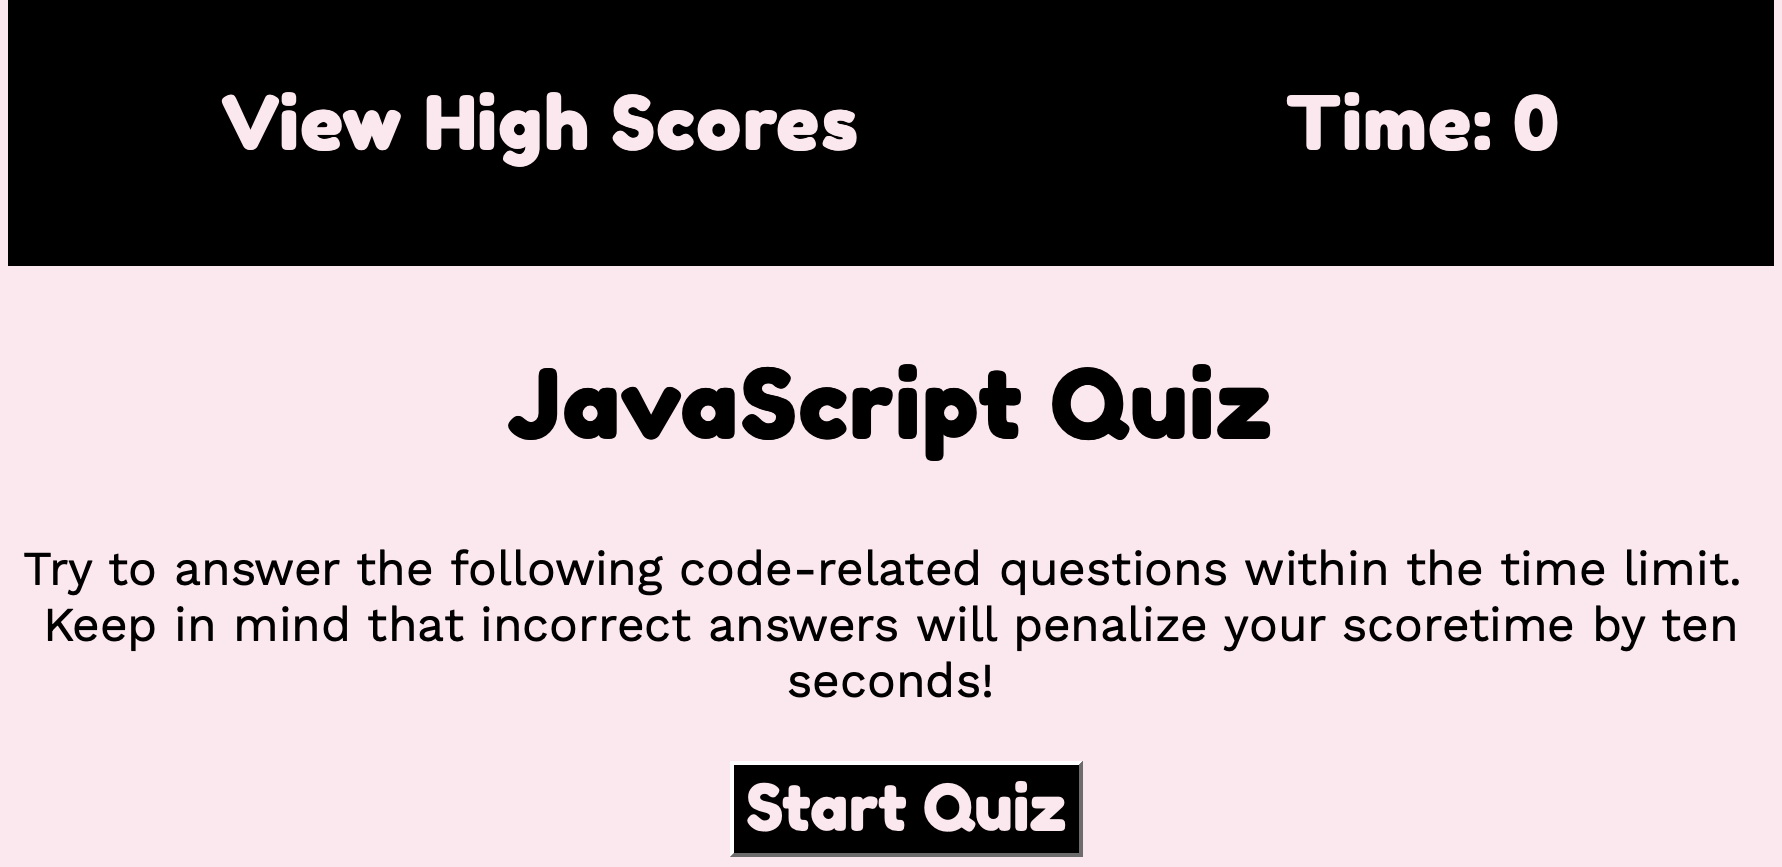 View High Scores Time: 0
JavaScript Quiz
Try to answer the following code-related questions within the time limit.
Keep in mind that incorrect answers will penalize your scoretime by ten
seconds!
Start Quiz